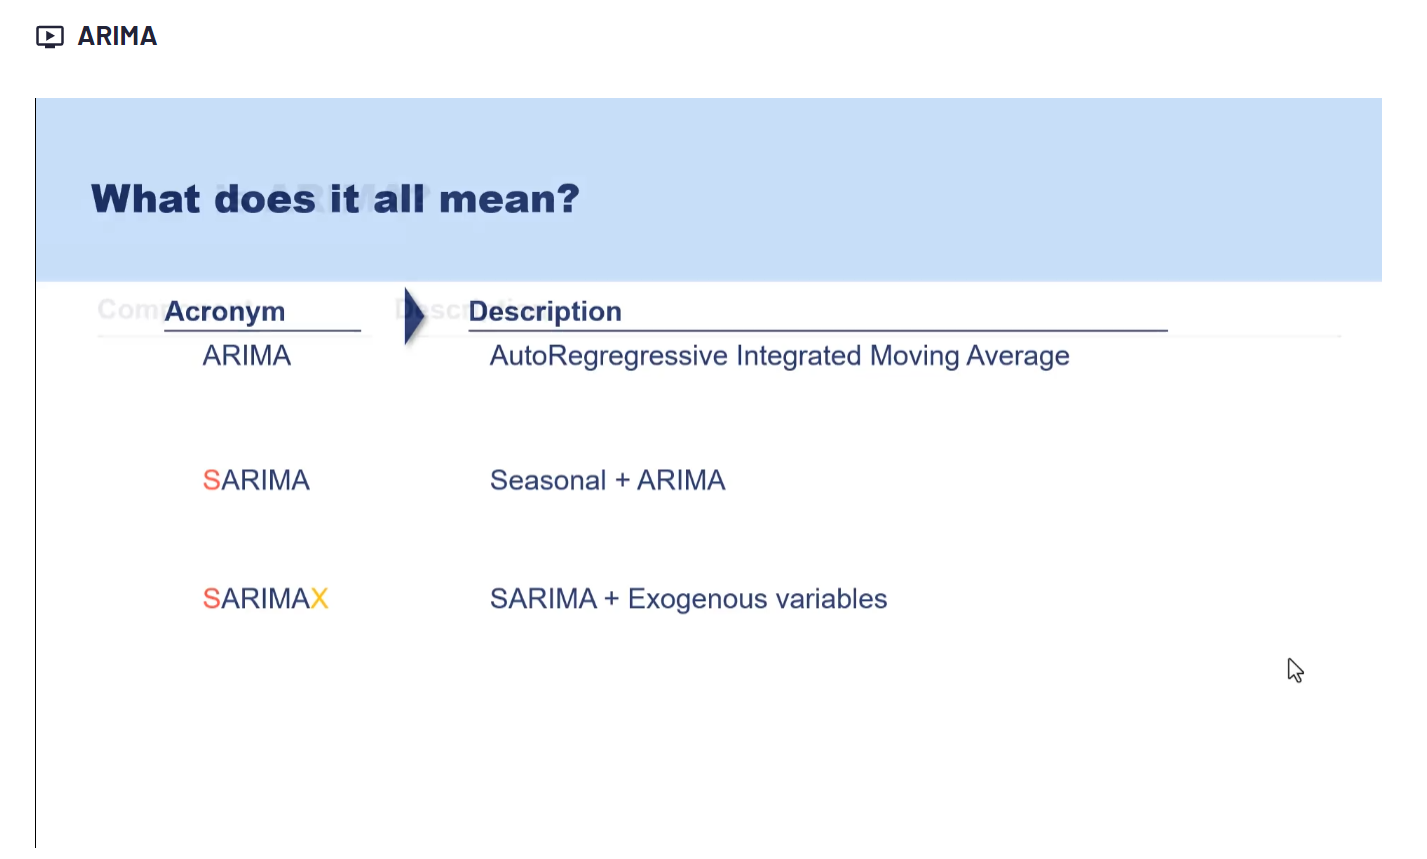 ARIMA
What does it all mean?
Acronym Description
ARIMA AutoRegregressive Integrated Moving Average
SARIMA Seasonal + ARIMA
SARIMAX SARIMA + Exogenous variables